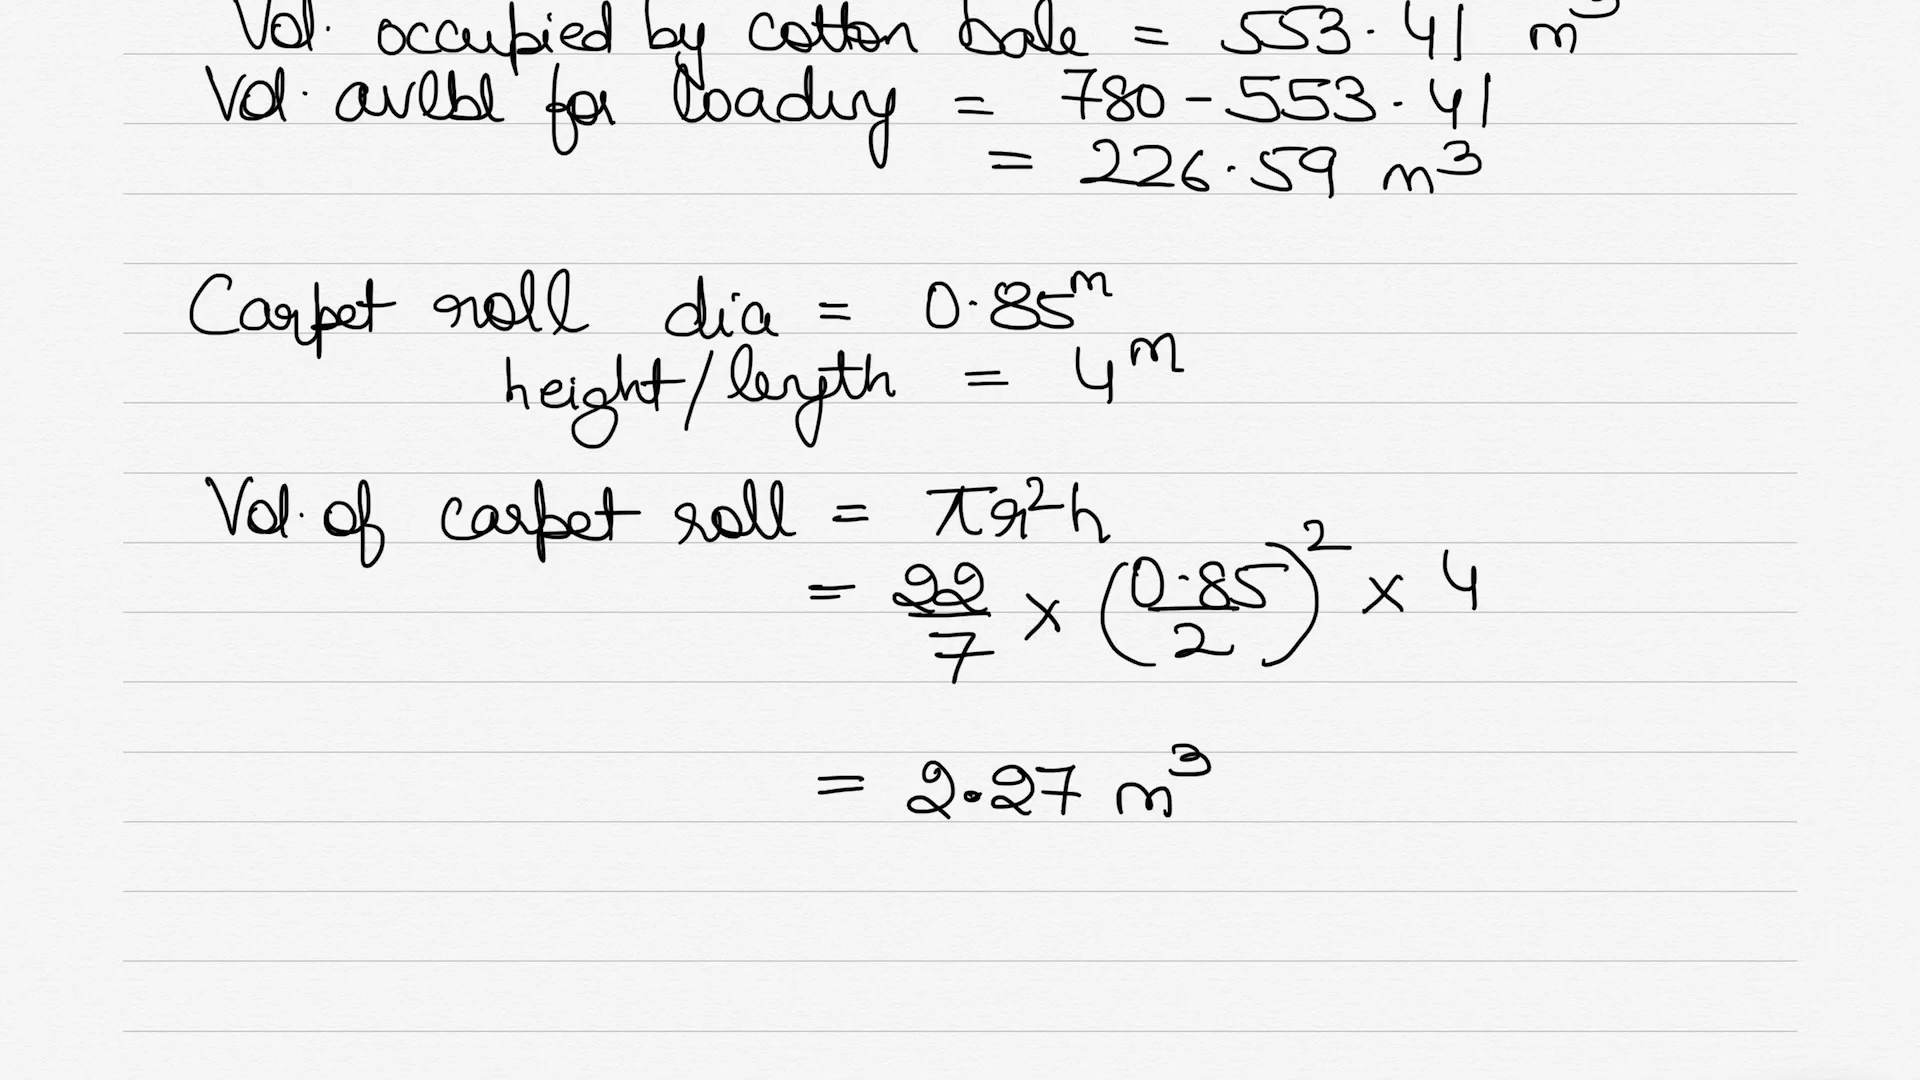 Vol. occupied by cotton bale = 553.41 m³
Vol. avlbl for loading = 780 - 553.41
= 226.59 m³
Carpet roll dia = 0.85ᵐ
height/length = 4ᵐ
Vol. of carpet roll = πr²h
= 22/7 × (0.85/2)² × 4
= 2.27 m³